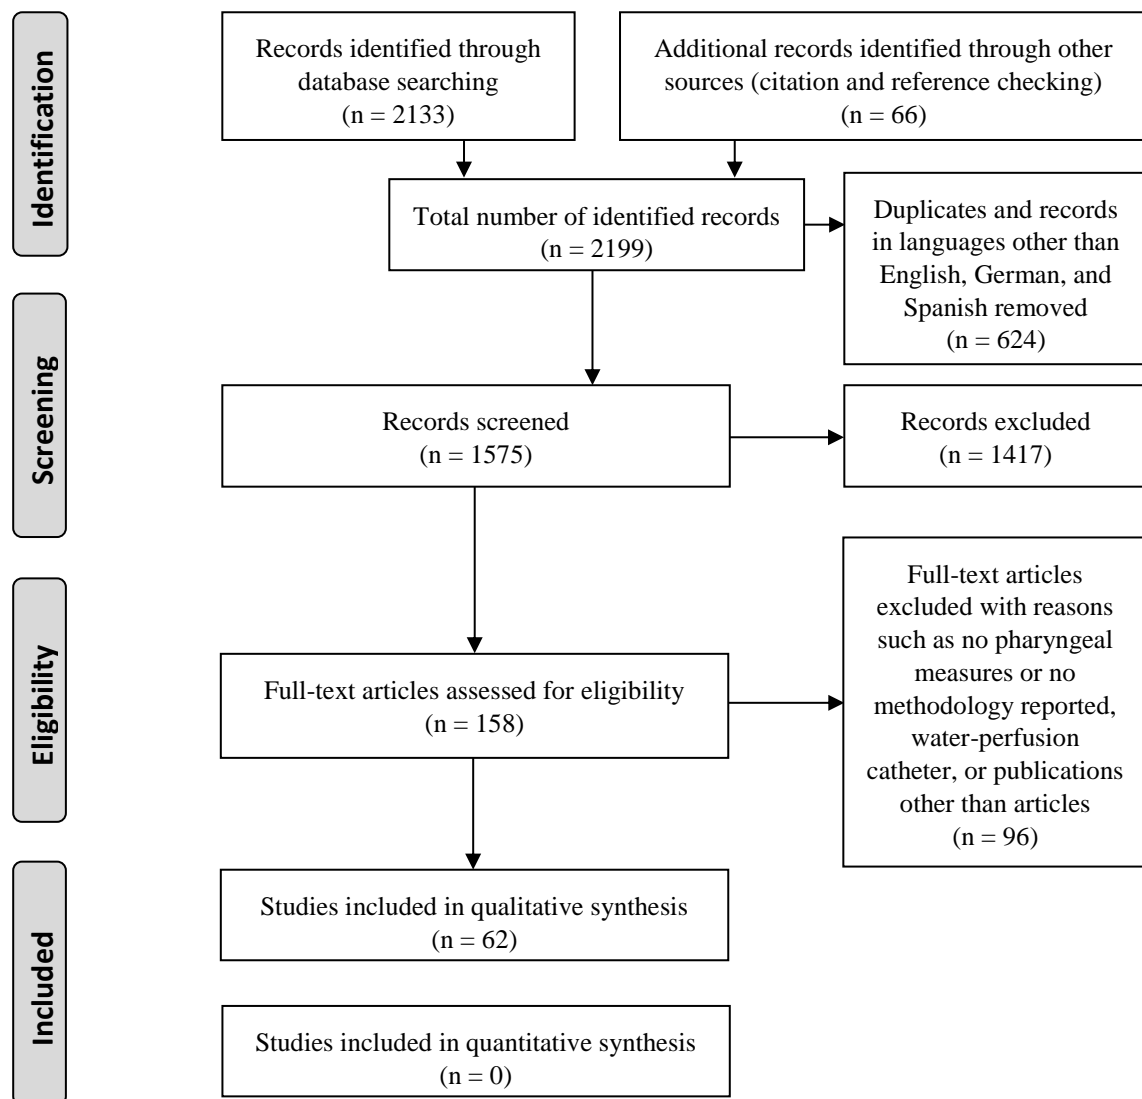 Identification
Records identified through
database searching
(n = 2133)
Additional records identified through other
sources (citation and reference checking)
(n = 66)
Total number of identified records
(n = 2199)
Duplicates and records
in languages other than
English, German, and
Spanish removed
(n = 624)
Screening
Records screened
(n = 1575)
Records excluded
(n = 1417)
Eligibility
Full-text articles assessed for eligibility
(n = 158)
Full-text articles
excluded with reasons
such as no pharyngeal
measures or no
methodology reported,
water-perfusion
catheter, or publications
other than articles
(n = 96)
Included
Studies included in qualitative synthesis
(n = 62)
Studies included in quantitative synthesis
(n = 0)